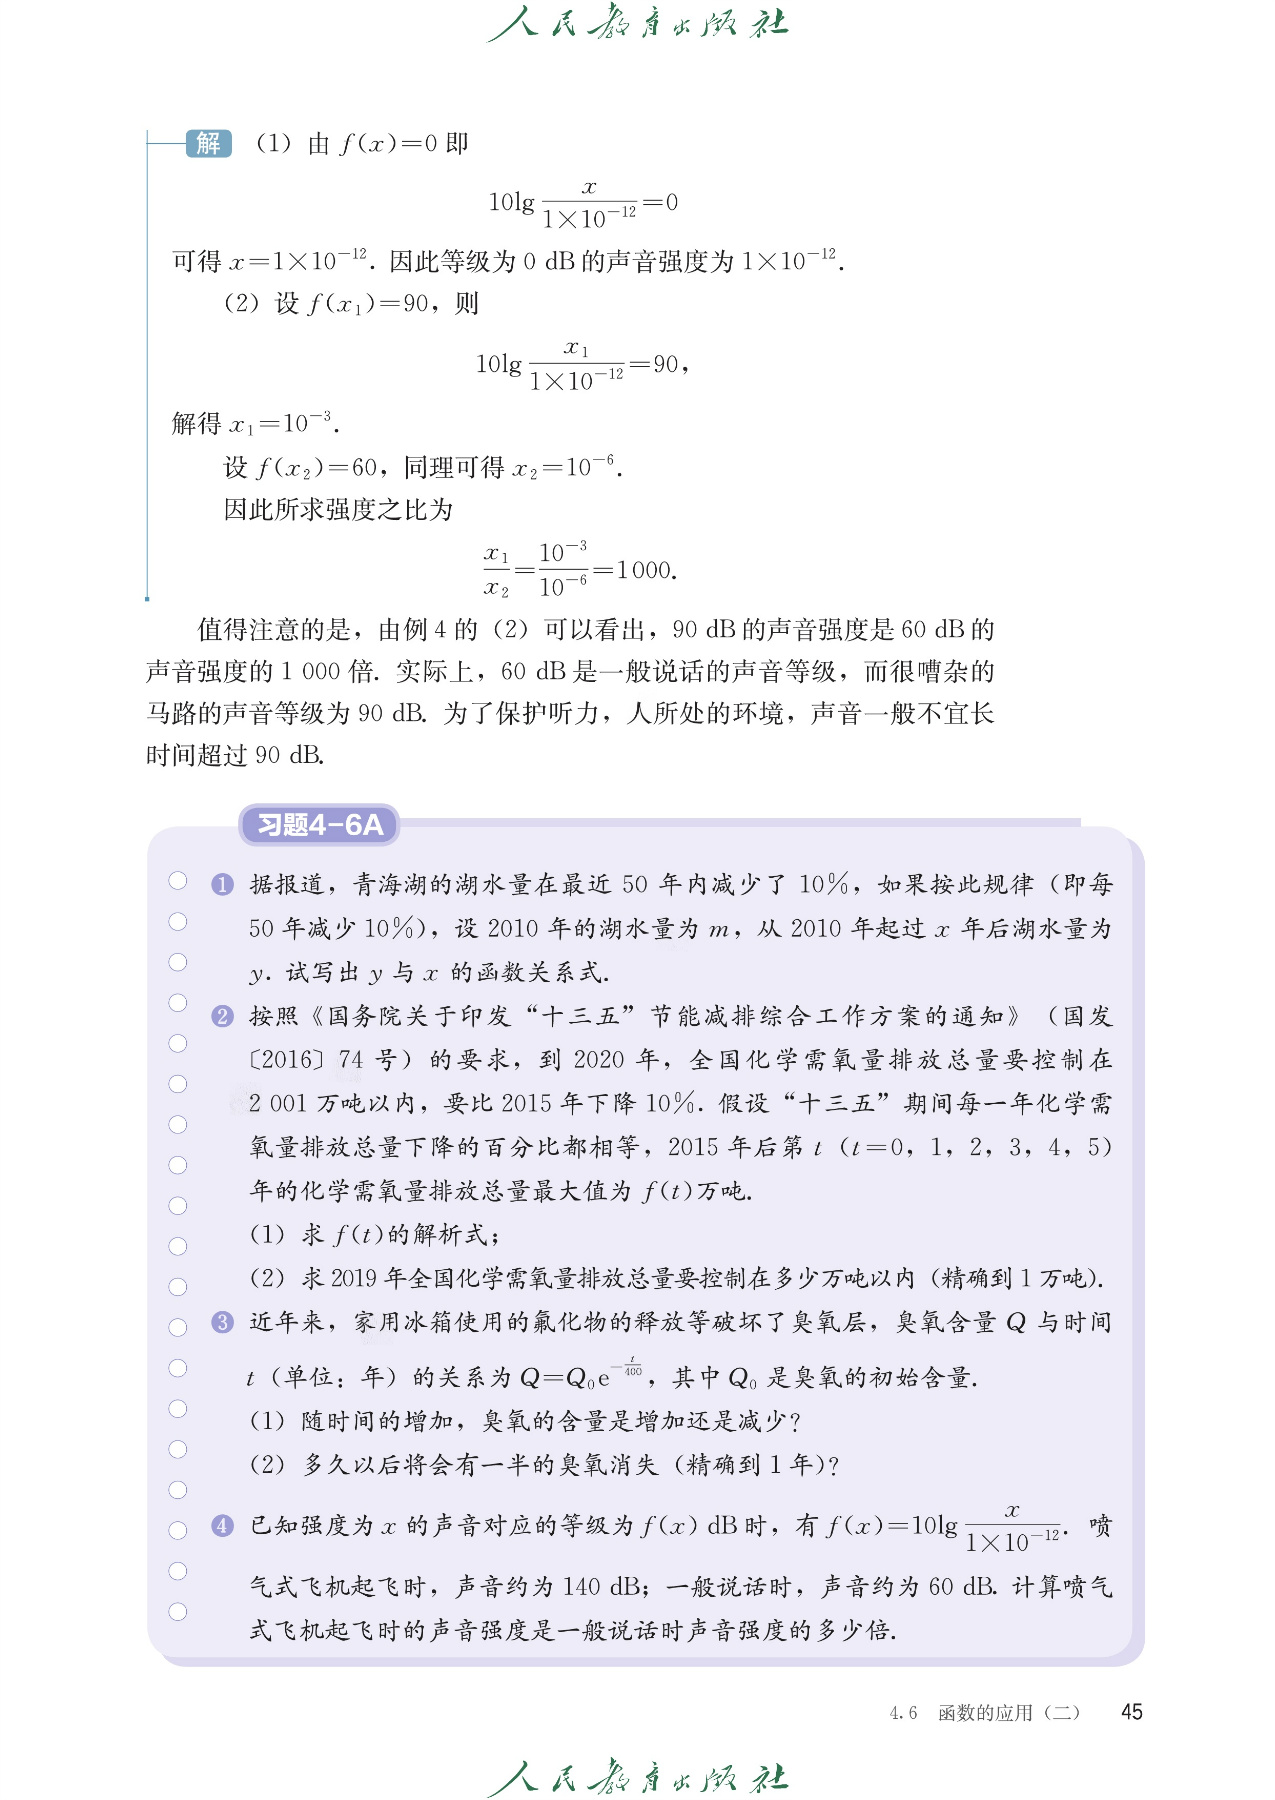 人民教育出版社
解 (1) 由 f(x)=0 即
10lg x/(1×10⁻¹²)=0
可得 x=1×10⁻¹². 因此等级为 0 dB 的声音强度为 1×10⁻¹².
(2) 设 f(x₁)=90, 则
10lg x₁/(1×10⁻¹²)=90,
解得 x₁=10⁻³.
设 f(x₂)=60, 同理可得 x₂=10⁻⁶.
因此所求强度之比为
x₁/x₂=10⁻³/10⁻⁶=1 000.
值得注意的是, 由例 4 的 (2) 可以看出, 90 dB 的声音强度是 60 dB 的
声音强度的 1 000 倍. 实际上, 60 dB 是一般说话的声音等级, 而很嘈杂的
马路的声音等级为 90 dB. 为了保护听力, 人所处的环境, 声音一般不宜长
时间超过 90 dB.
习题4-6A
❶ 据报道, 青海湖的湖水量在最近 50 年内减少了 10%, 如果按此规律 (即每
50 年减少 10%), 设 2010 年的湖水量为 m, 从 2010 年起过 x 年后湖水量为
y. 试写出 y 与 x 的函数关系式.
❷ 按照《国务院关于印发“十三五”节能减排综合工作方案的通知》(国发
〔2016〕74 号) 的要求, 到 2020 年, 全国化学需氧量排放总量要控制在
2 001 万吨以内, 要比 2015 年下降 10%. 假设“十三五”期间每一年化学需
氧量排放总量下降的百分比都相等, 2015 年后第 t (t=0, 1, 2, 3, 4, 5)
年的化学需氧量排放总量最大值为 f(t)万吨.
(1) 求 f(t)的解析式;
(2) 求 2019 年全国化学需氧量排放总量要控制在多少万吨以内 (精确到 1 万吨).
❸ 近年来, 家用冰箱使用的氟化物的释放等破坏了臭氧层, 臭氧含量 Q 与时间
t (单位: 年) 的关系为 Q=Q₀e^(-t/400), 其中 Q₀ 是臭氧的初始含量.
(1) 随时间的增加, 臭氧的含量是增加还是减少?
(2) 多久以后将会有一半的臭氧消失 (精确到 1 年)?
❹ 已知强度为 x 的声音对应的等级为 f(x) dB 时, 有 f(x)=10lg x/(1×10⁻¹²). 喷
气式飞机起飞时, 声音约为 140 dB; 一般说话时, 声音约为 60 dB. 计算喷气
式飞机起飞时的声音强度是一般说话时声音强度的多少倍.
4.6 函数的应用(二) 45
人民教育出版社